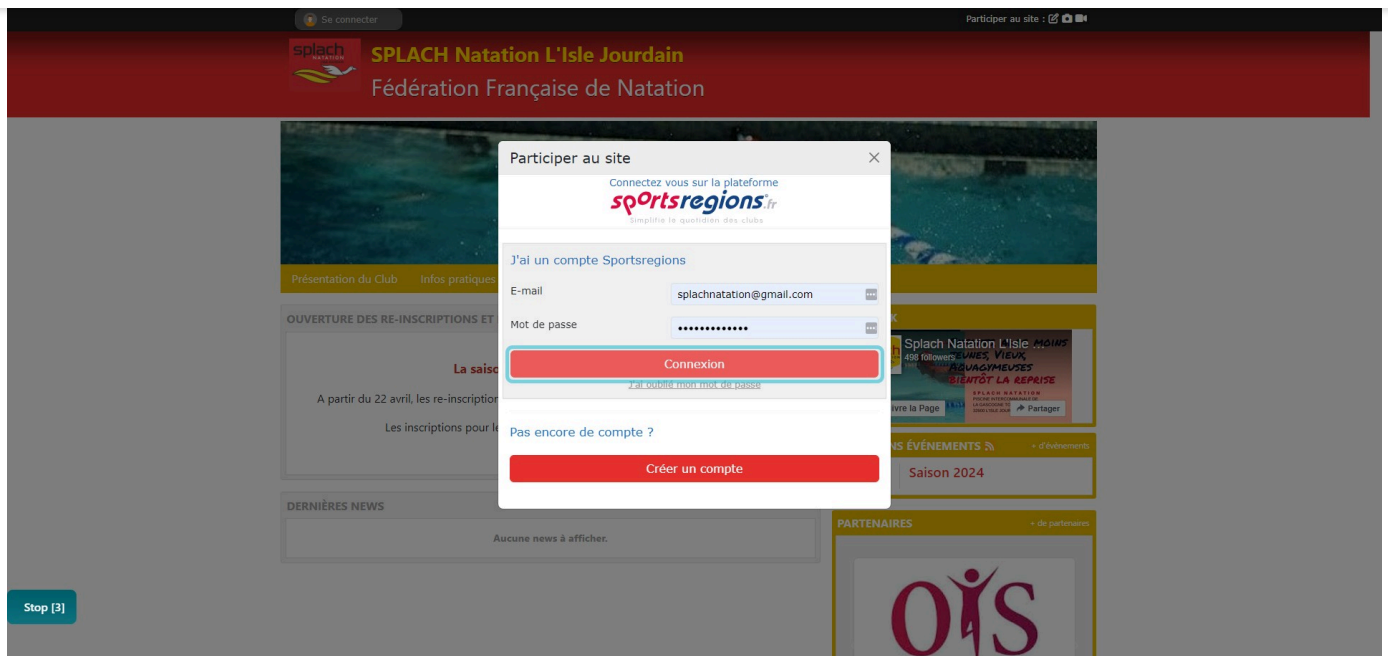 Se connecter
Participer au site :
splach
NATATION
SPLACH Natation L'Isle Jourdain
Fédération Française de Natation
Participer au site
Connectez vous sur la plateforme
sportsregions.fr
Simplifie le quotidien des clubs
J'ai un compte Sportsregions
E-mail
splachnatation@gmail.com
Mot de passe
•••••••••••••
Connexion
J'ai oublié mon mot de passe
Pas encore de compte ?
Créer un compte
Présentation du Club
Infos pratiques
OUVERTURE DES RE-INSCRIPTIONS ET
La saiso
A partir du 22 avril, les re-inscription
Les inscriptions pour le
DERNIÈRES NEWS
Aucune news à afficher.
K
Splach Natation L'Isle ...
498 followers
MOINS
JEUNES, VIEUX,
AQUAGYMEUSES
BIENTÔT LA REPRISE
SPLACH NATATION
ivre la Page
Partager
NS ÉVÉNEMENTS
+ d'évènements
Saison 2024
PARTENAIRES
+ de partenaires
OIS
Stop [3]